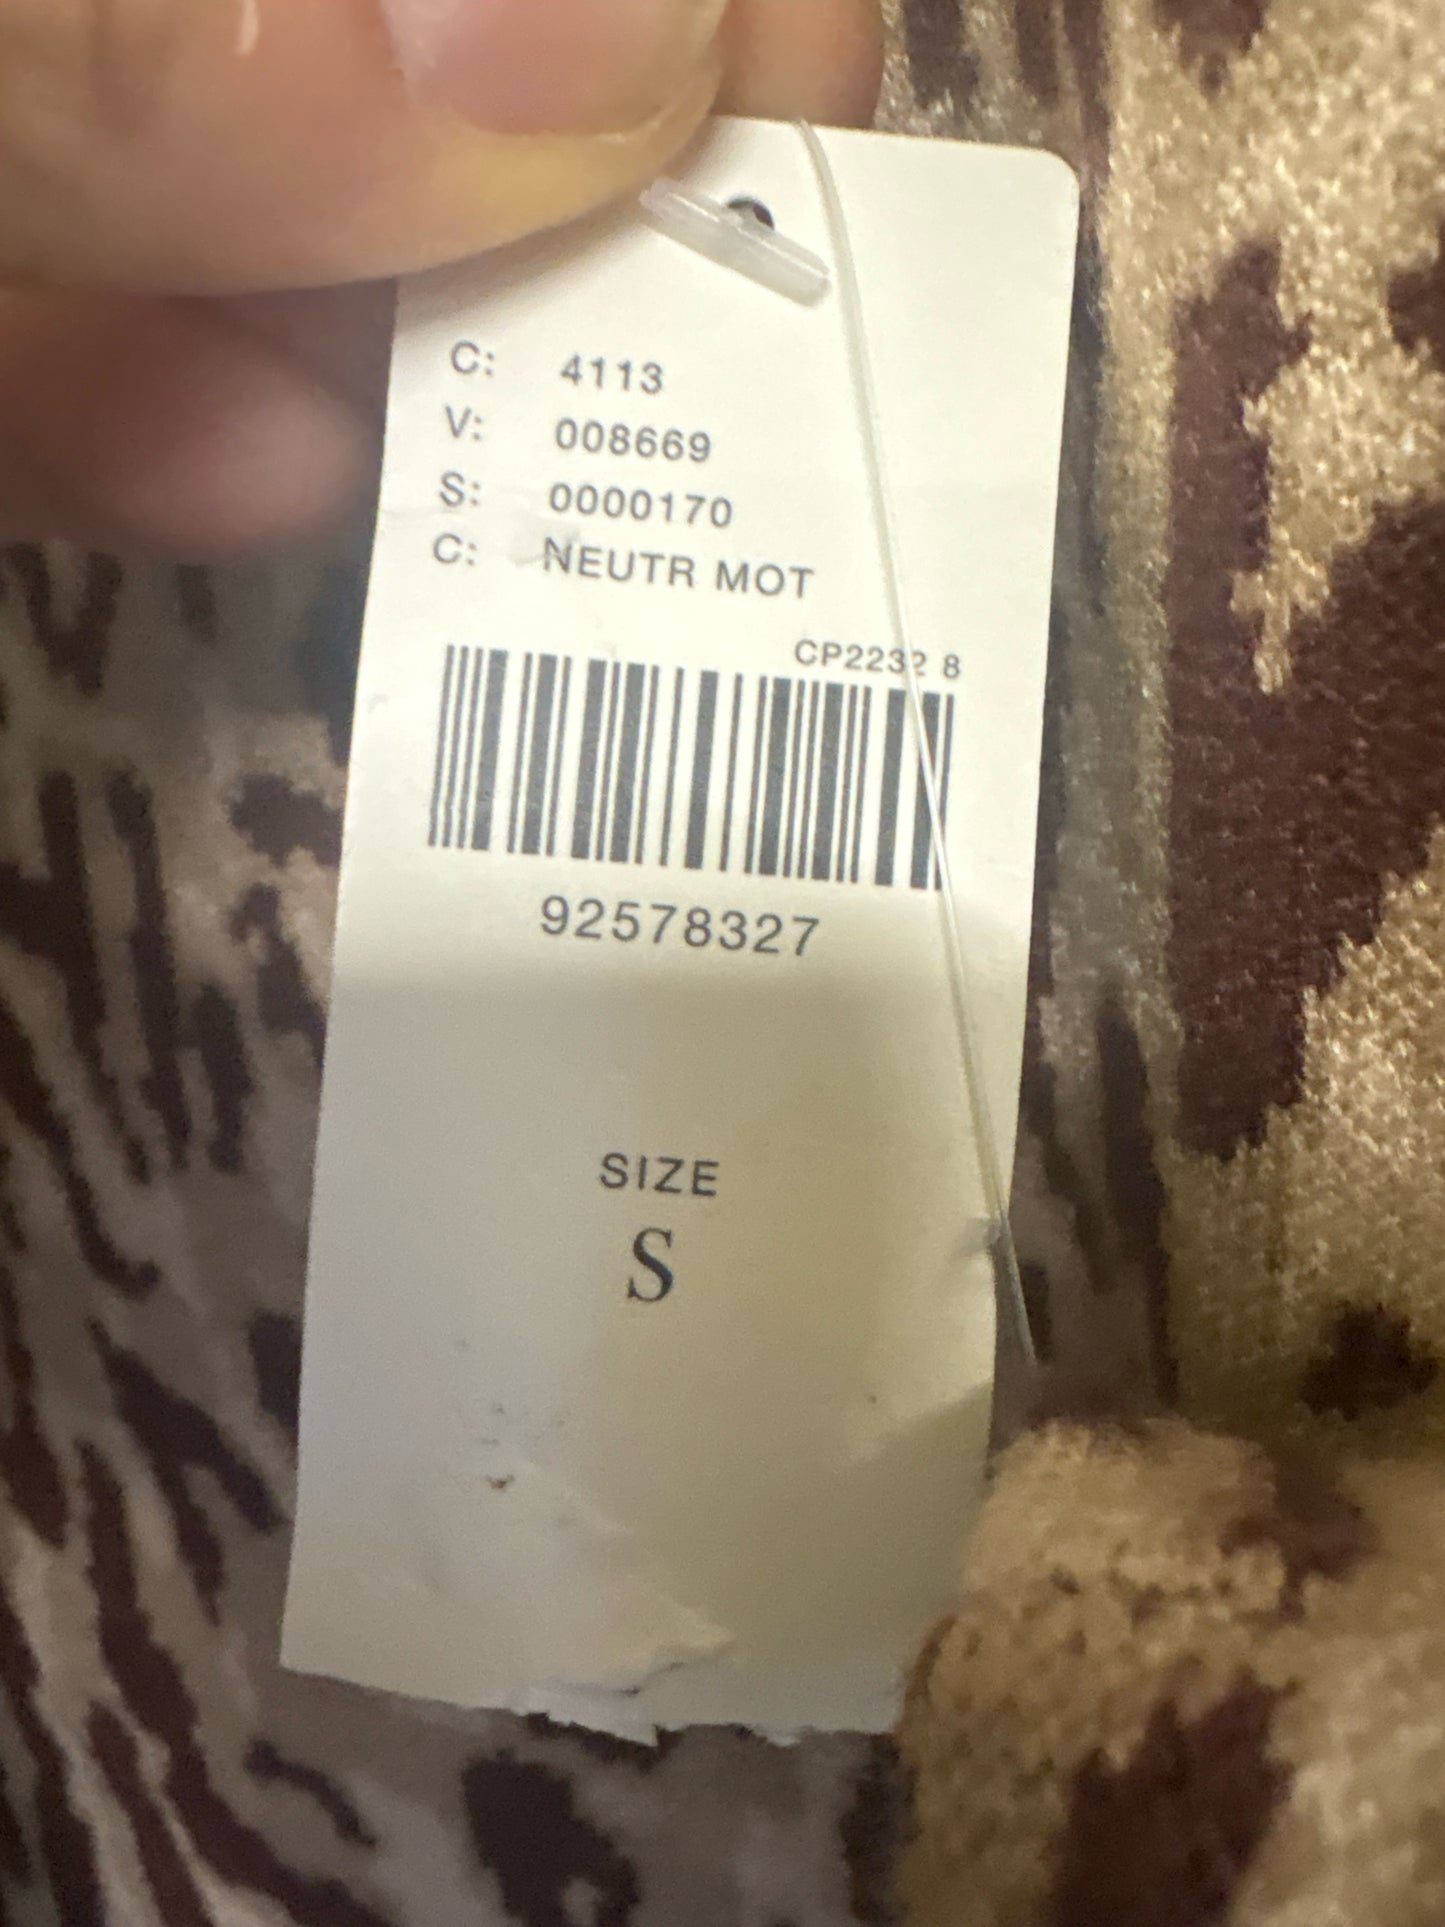 C: 4113
V: 008669
S: 0000170
C: NEUTR MOT
CP2232 8
92578327
SIZE
S